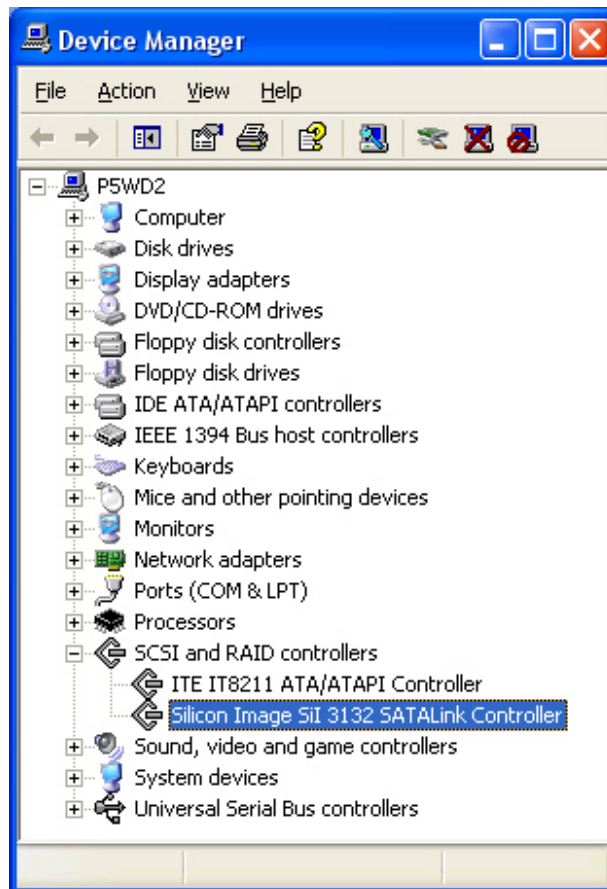 Device Manager
File Action View Help
P5WD2
Computer
Disk drives
Display adapters
DVD/CD-ROM drives
Floppy disk controllers
Floppy disk drives
IDE ATA/ATAPI controllers
IEEE 1394 Bus host controllers
Keyboards
Mice and other pointing devices
Monitors
Network adapters
Ports (COM & LPT)
Processors
SCSI and RAID controllers
ITE IT8211 ATA/ATAPI Controller
Silicon Image SiI 3132 SATALink Controller
Sound, video and game controllers
System devices
Universal Serial Bus controllers